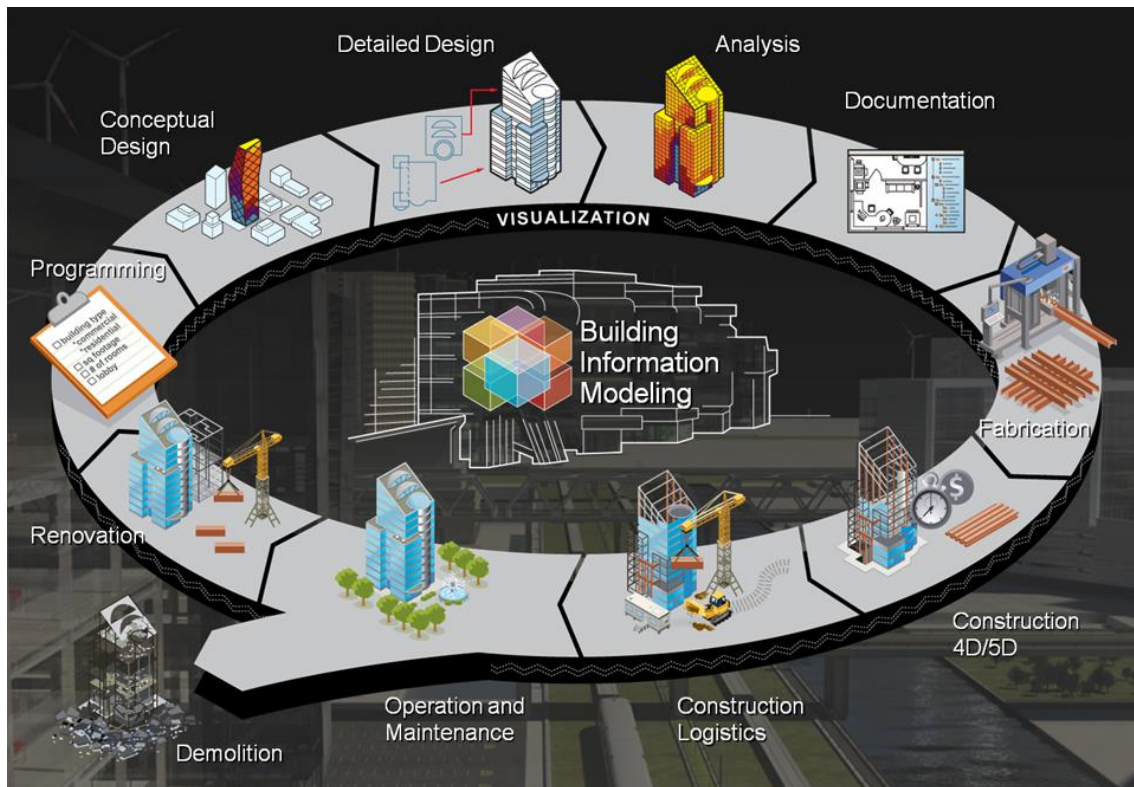 Detailed Design
Analysis
Documentation
Conceptual
Design
VISUALIZATION
Programming
building type
*commercial
*residential
sq footage
# of rooms
lobby
Building
Information
Modeling
Fabrication
$
Renovation
Construction
4D/5D
Operation and
Maintenance
Construction
Logistics
Demolition